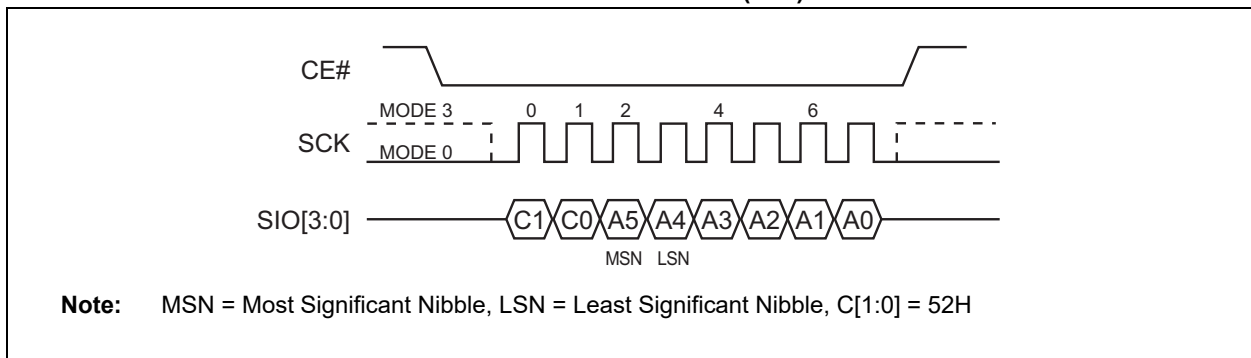 CE#
MODE 3 0 1 2 4 6
SCK
MODE 0
SIO[3:0] C1 C0 A5 A4 A3 A2 A1 A0
MSN LSN
Note: MSN = Most Significant Nibble, LSN = Least Significant Nibble, C[1:0] = 52H